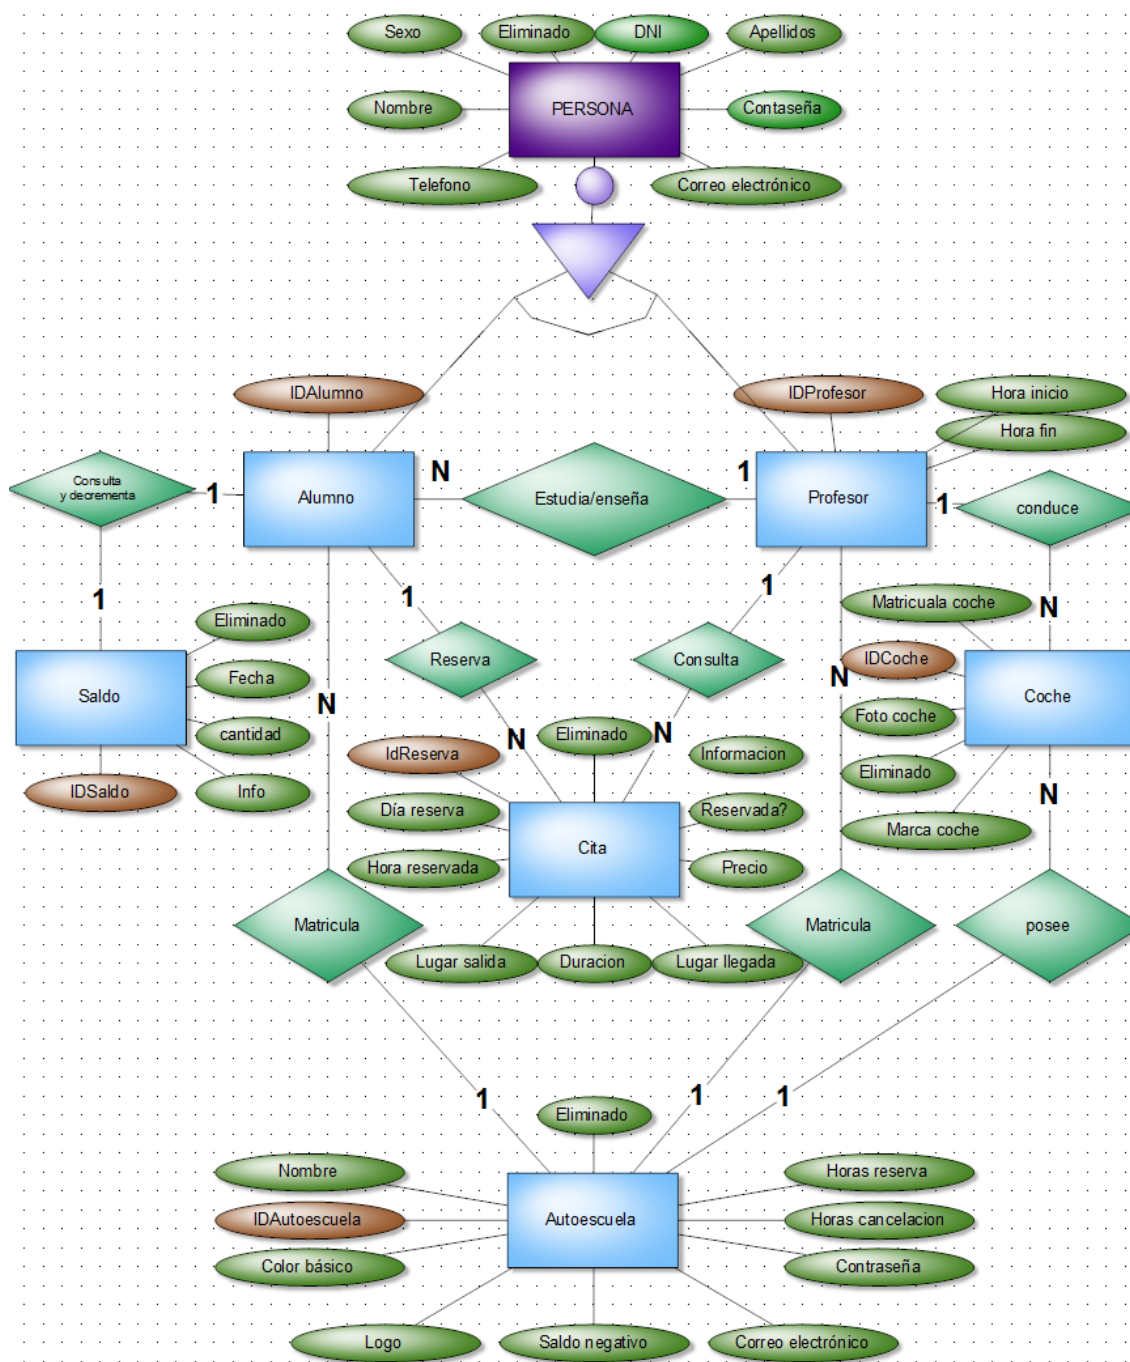 Sexo
Eliminado
DNI
Apellidos
Nombre
PERSONA
Contaseña
Telefono
Correo electrónico
IDAlumno
IDProfesor
Hora inicio
Hora fin
Consulta
y decrementa
1
Alumno
N
Estudia/enseña
1
Profesor
1
conduce
1
1
1
N
Matricuala coche
Eliminado
Reserva
Consulta
IDCoche
Fecha
Saldo
N
N
Coche
cantidad
Foto coche
N
N
Eliminado
Informacion
IdReserva
Eliminado
IDSaldo
Info
N
Día reserva
Reservada?
Marca coche
Cita
Hora reservada
Precio
Matricula
Matricula
posee
Lugar salida
Duracion
Lugar llegada
1
1
1
Eliminado
Nombre
Horas reserva
IDAutoescuela
Autoescuela
Horas cancelacion
Color básico
Contraseña
Logo
Saldo negativo
Correo electrónico